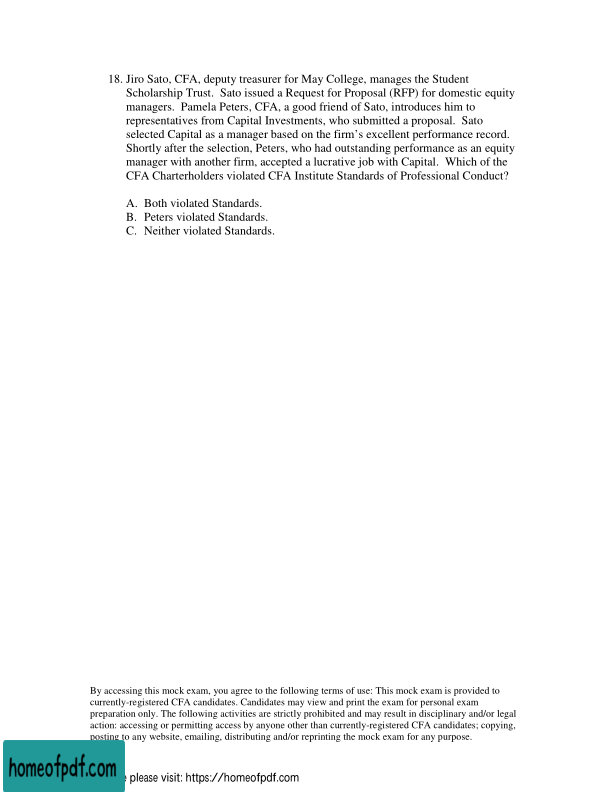 18. Jiro Sato, CFA, deputy treasurer for May College, manages the Student
Scholarship Trust. Sato issued a Request for Proposal (RFP) for domestic equity
managers. Pamela Peters, CFA, a good friend of Sato, introduces him to
representatives from Capital Investments, who submitted a proposal. Sato
selected Capital as a manager based on the firm's excellent performance record.
Shortly after the selection, Peters, who had outstanding performance as an equity
manager with another firm, accepted a lucrative job with Capital. Which of the
CFA Charterholders violated CFA Institute Standards of Professional Conduct?
A. Both violated Standards.
B. Peters violated Standards.
C. Neither violated Standards.
By accessing this mock exam, you agree to the following terms of use: This mock exam is provided to
currently-registered CFA candidates. Candidates may view and print the exam for personal exam
preparation only. The following activities are strictly prohibited and may result in disciplinary and/or legal
action: accessing or permitting access by anyone other than currently-registered CFA candidates; copying,
posting to any website, emailing, distributing and/or reprinting the mock exam for any purpose.
homeofpdf.com
please visit: https://homeofpdf.com